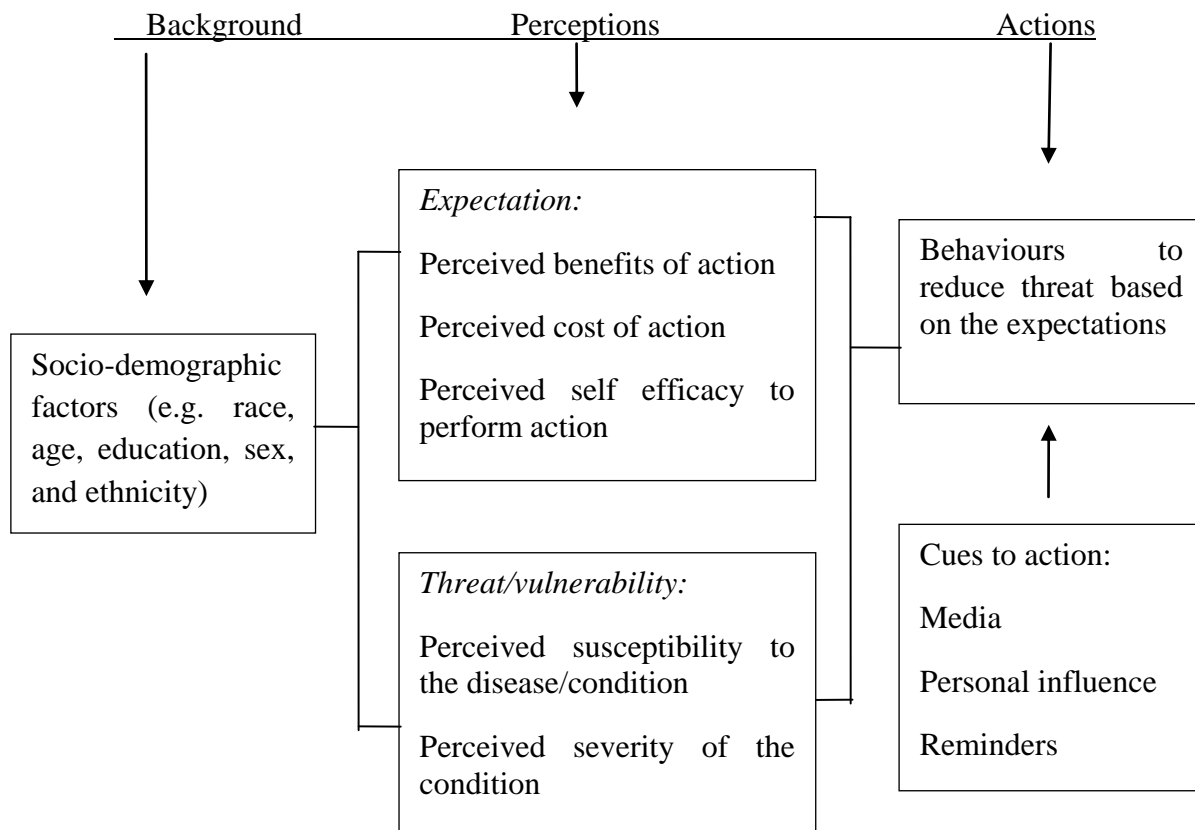 Background Perceptions Actions
Socio-demographic
factors (e.g. race,
age, education, sex,
and ethnicity)
Expectation:
Perceived benefits of action
Perceived cost of action
Perceived self efficacy to
perform action
Threat/vulnerability:
Perceived susceptibility to
the disease/condition
Perceived severity of the
condition
Behaviours to
reduce threat based
on the expectations
Cues to action:
Media
Personal influence
Reminders